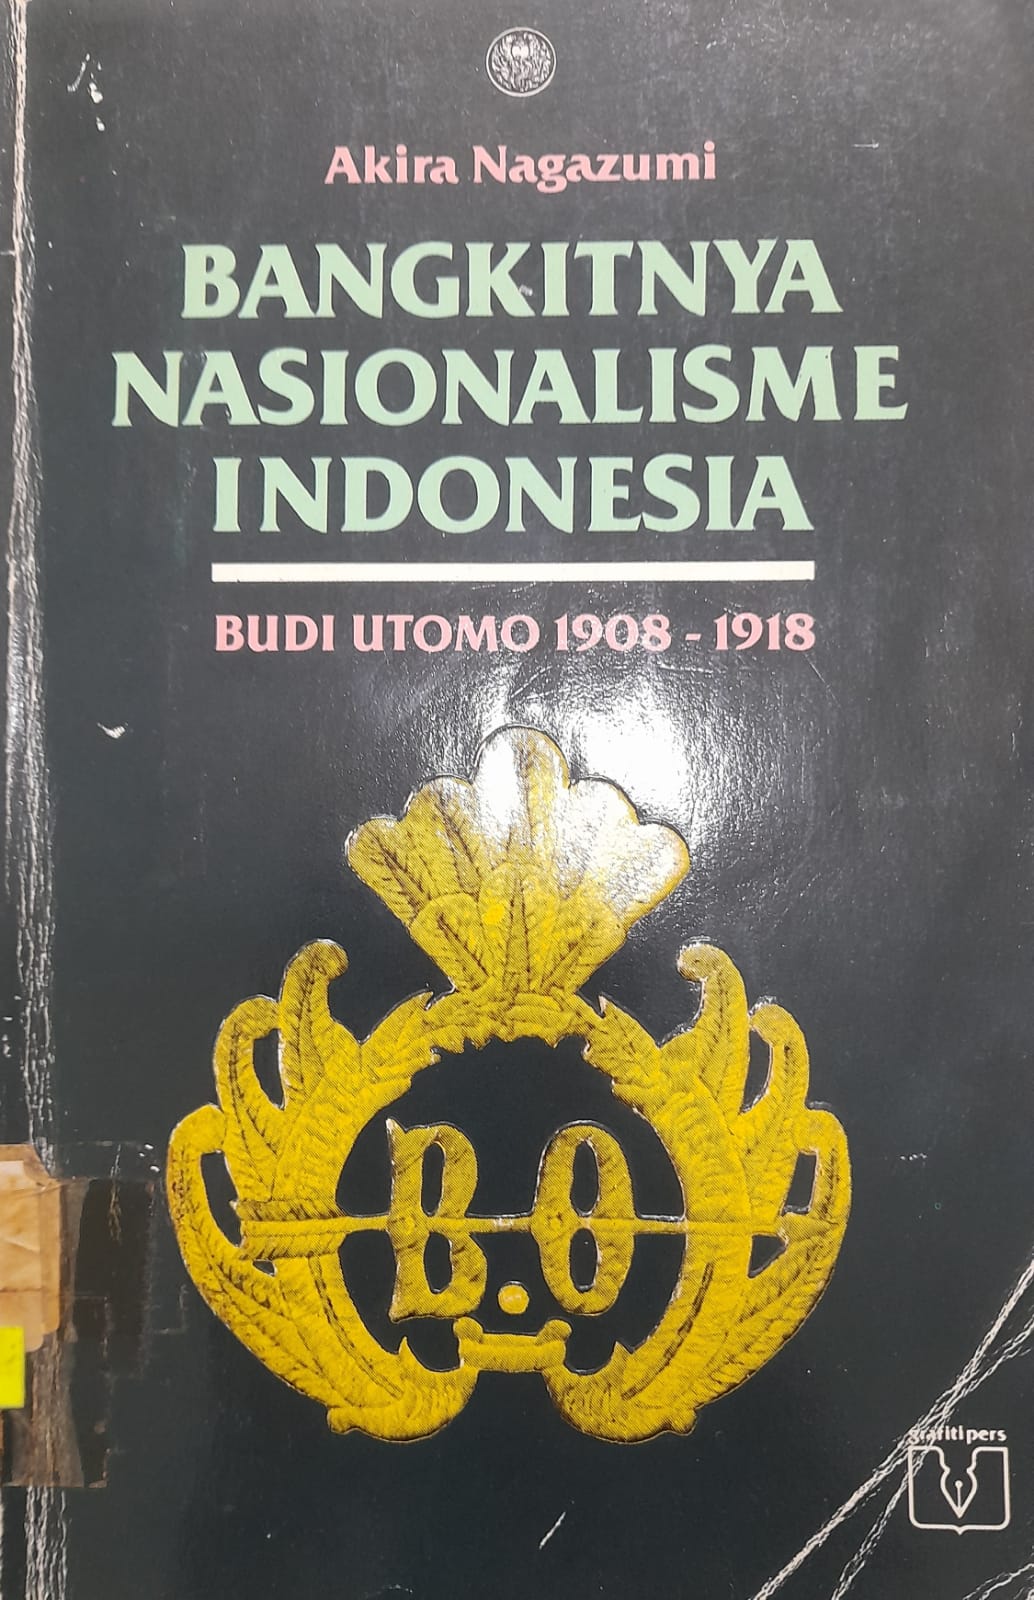 Akira Nagazumi
BANGKITNYA
NASIONALISME
INDONESIA
BUDI UTOMO 1908 - 1918
B.O
grafitipers